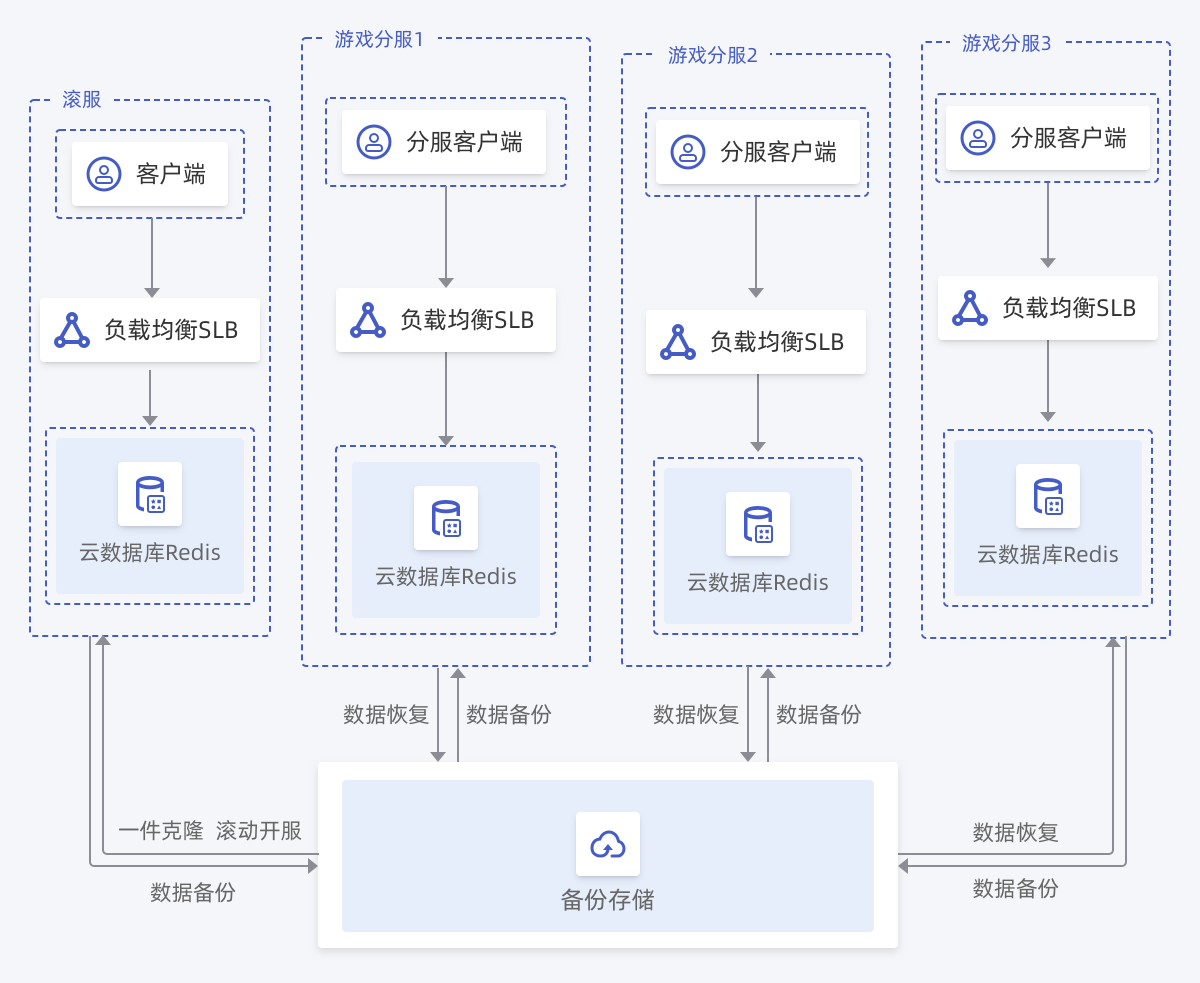 滚服
客户端
负载均衡SLB
云数据库Redis
游戏分服1
分服客户端
负载均衡SLB
云数据库Redis
游戏分服2
分服客户端
负载均衡SLB
云数据库Redis
游戏分服3
分服客户端
负载均衡SLB
云数据库Redis
数据恢复
数据备份
数据恢复
数据备份
一件克隆 滚动开服
数据备份
备份存储
数据恢复
数据备份